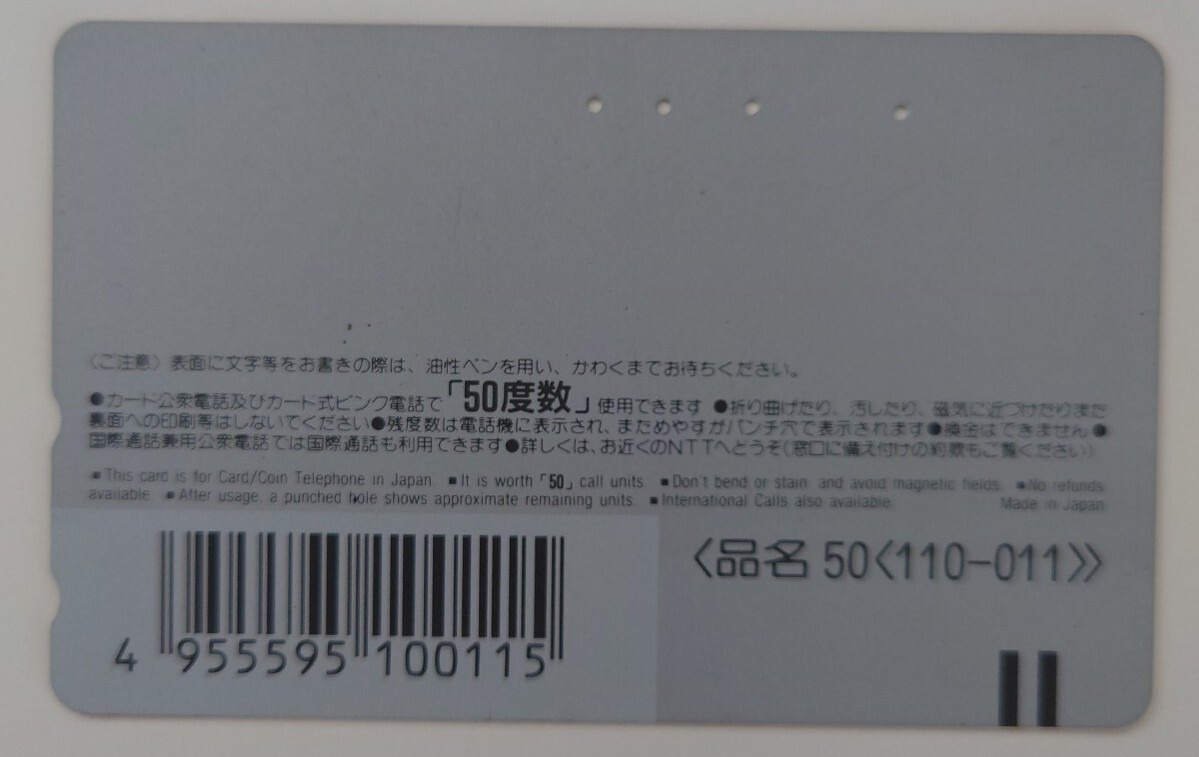 〈ご注意〉表面に文字等をお書きの際は、油性ペンを用い、かわくまでお待ちください。
●カード公衆電話及びカード式ピンク電話で「50度数」使用できます ●折り曲げたり、汚したり、磁気に近づけたりまた
裏面への印刷等はしないでください●残度数は電話機に表示され、まためやすがパンチ穴で表示されます●換金はできません●
国際通話兼用公衆電話では国際通話も利用できます●詳しくは、お近くのNTTへどうぞ(窓口に備え付けの約款もご覧ください)
■This card is for Card/Coin Telephone in Japan ■It is worth「50」call units. ■Don't bend or stain and avoid magnetic fields. ■No refunds
available. ■After usage, a punched hole shows approximate remaining units. ■International Calls also available. Made in Japan
〈品名 50〈110-011〉〉
4 955595 100115